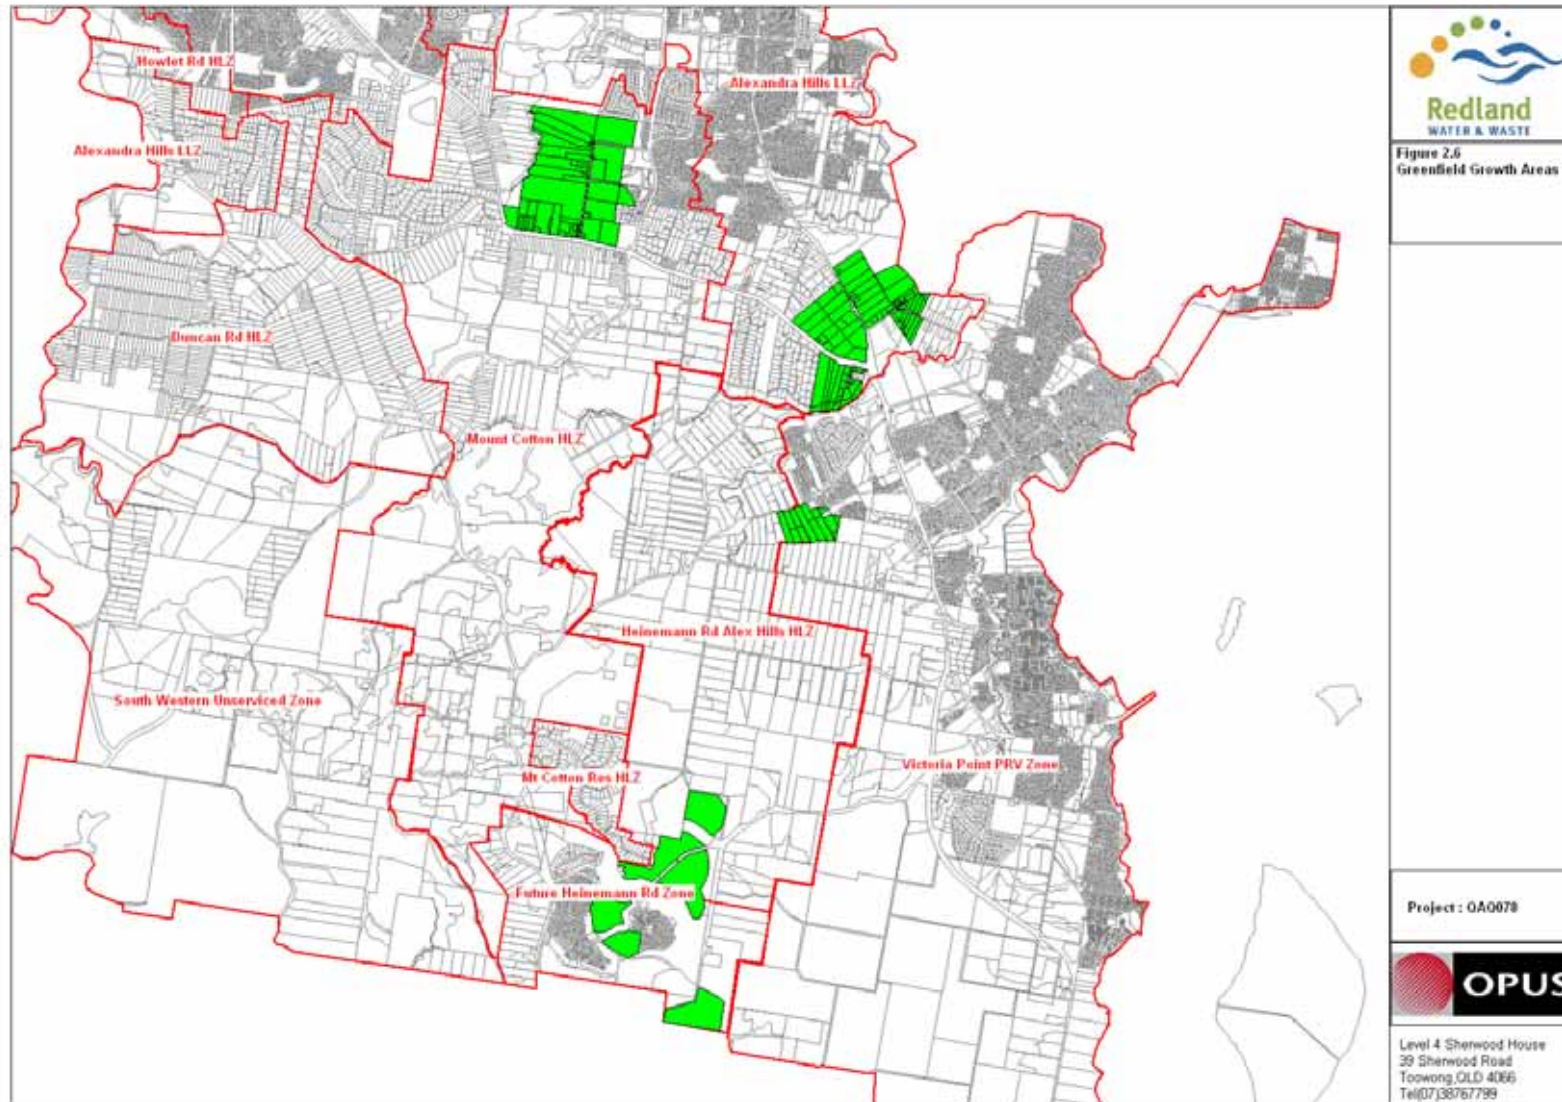 Howlet Rd HLZ
Alexandra Hills LLZ
Alexandra Hills LLZ
Duncan Rd HLZ
Mount Cotton HLZ
Heinemann Rd Alex Hills HLZ
South Western Unserviced Zone
Victoria Point PRV Zone
Mt Cotton Res HLZ
Future Heinemann Rd Zone
Redland
WATER & WASTE
Figure 2.6
Greenfield Growth Areas
Project : QAQ078
OPUS
Level 4 Sherwood House
39 Sherwood Road
Toowong,QLD 4066
Tel(07)38767799